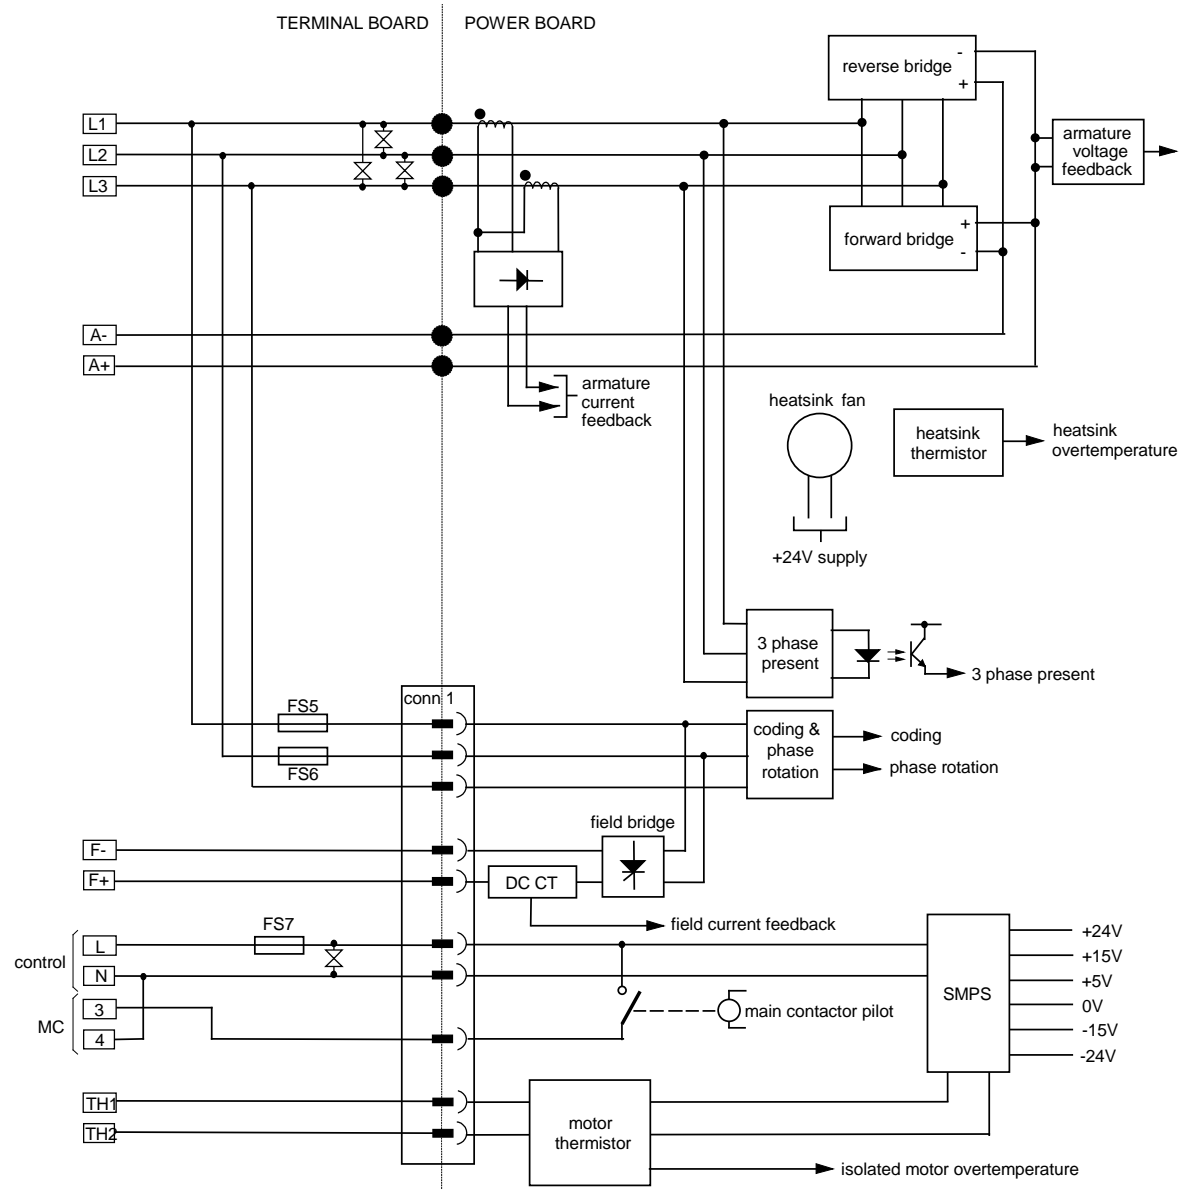 TERMINAL BOARD
POWER BOARD
reverse bridge
-
+
L1
L2
L3
armature
voltage
feedback
forward bridge
+
-
A-
A+
armature
current
feedback
heatsink fan
+24V supply
heatsink
thermistor
heatsink
overtemperature
3 phase
present
3 phase present
conn 1
FS5
FS6
coding &
phase
rotation
coding
phase rotation
field bridge
F-
F+
DC CT
field current feedback
FS7
control
L
N
MC
3
4
main contactor pilot
SMPS
+24V
+15V
+5V
0V
-15V
-24V
TH1
TH2
motor
thermistor
isolated motor overtemperature